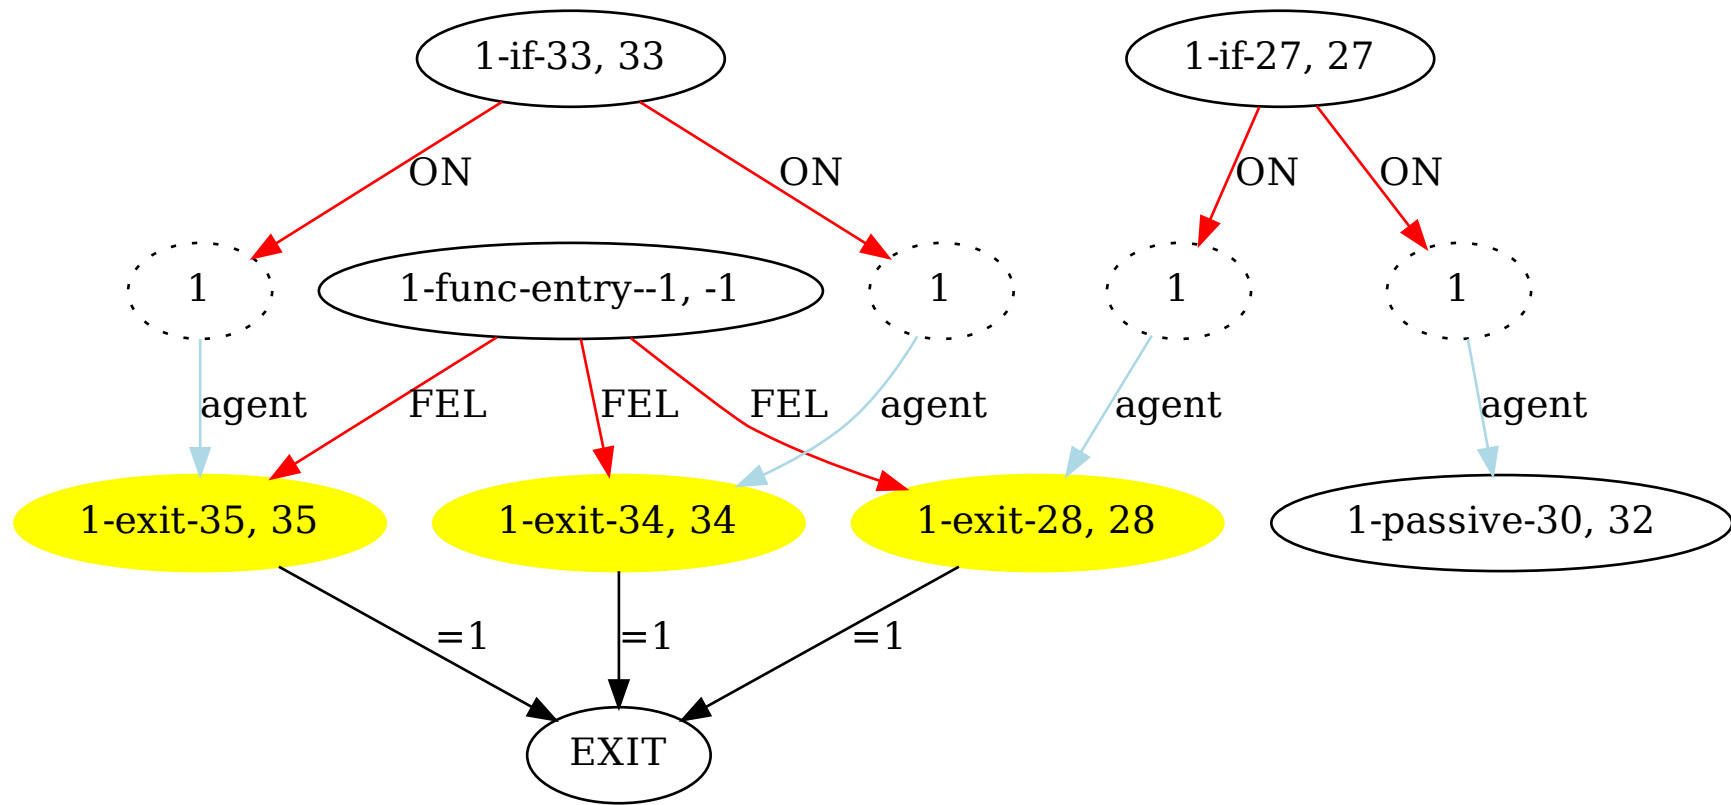 1-if-33, 33
1-if-27, 27
ON
ON
ON
ON
1
1-func-entry--1, -1
1
1
1
agent
FEL
FEL
FEL
agent
agent
agent
1-exit-35, 35
1-exit-34, 34
1-exit-28, 28
1-passive-30, 32
=1
=1
=1
EXIT